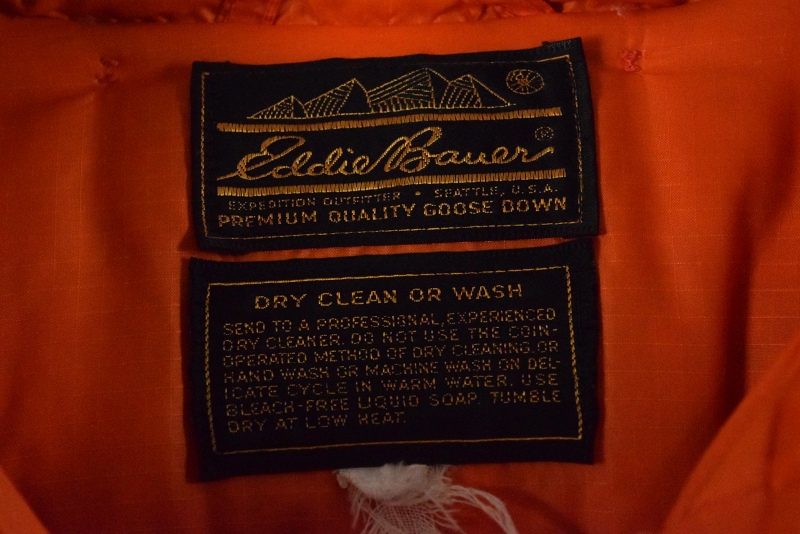 Eddie Bauer ®
EXPEDITION OUTFITTER • SEATTLE, U.S.A.
PREMIUM QUALITY GOOSE DOWN
DRY CLEAN OR WASH
SEND TO A PROFESSIONAL, EXPERIENCED
DRY CLEANER. DO NOT USE THE COIN-
OPERATED METHOD OF DRY CLEANING. OR
HAND WASH OR MACHINE WASH ON DEL-
ICATE CYCLE IN WARM WATER. USE
BLEACH-FREE LIQUID SOAP. TUMBLE
DRY AT LOW HEAT.